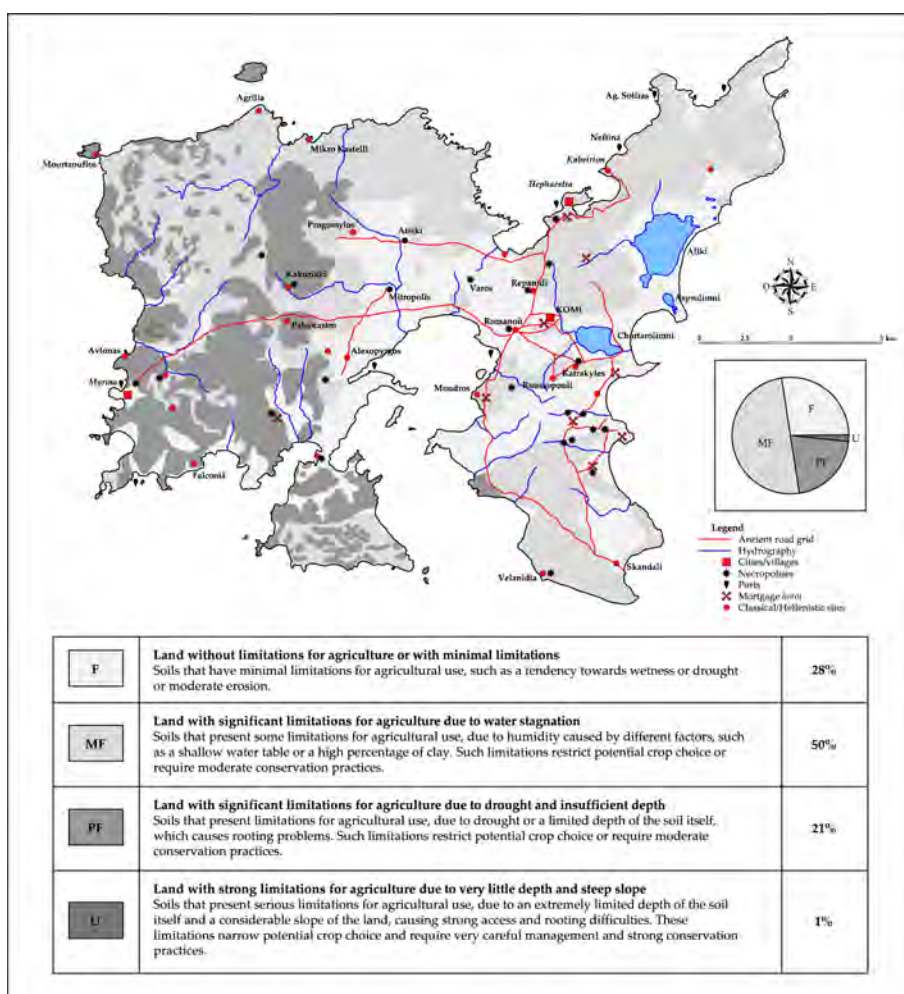 Agrilia
Ag. Sotiias
Mourtzouflos
Mikro Kastelli
Neftina
Kabeirion
Hephaestia
Progomylos
Atsiki
Aliki
N
O
E
S
Kakaziaki
Repanidi
Mitropolis
Varos
KOMI
Asprolimni
Paliocastro
Romanou
Chortarolimni
0
5 km
Avlonas
Alexopyrgos
Katrakyles
Myrina
Moudros
Roussopouli
F
MF
U
PF
Falconia
Legend
Ancient road grid
Hydrography
Cities/villages
Necropolises
Ports
Mortgage horoi
Classical/Hellenistic sites
Skandali
Velanidia
Land without limitations for agriculture or with minimal limitations
F
Soils that have minimal limitations for agricultural use, such as a tendency towards wetness or drought
28%
or moderate erosion.
Land with significant limitations for agriculture due to water stagnation
Soils that present some limitations for agricultural use, due to humidity caused by different factors, such
MF
as a shallow water table or a high percentage of clay. Such limitations restrict potential crop choice or
50%
require moderate conservation practices.
Land with significant limitations for agriculture due to drought and insufficient depth
Soils that present limitations for agricultural use, due to drought or a limited depth of the soil itself,
PF
which causes rooting problems. Such limitations restrict potential crop choice or require moderate
21%
conservation practices.
Land with strong limitations for agriculture due to very little depth and steep slope
Soils that present serious limitations for agricultural use, due to an extremely limited depth of the soil
U
itself and a considerable slope of the land, causing strong access and rooting difficulties. These
1%
limitations narrow potential crop choice and require very careful management and strong conservation
practices.